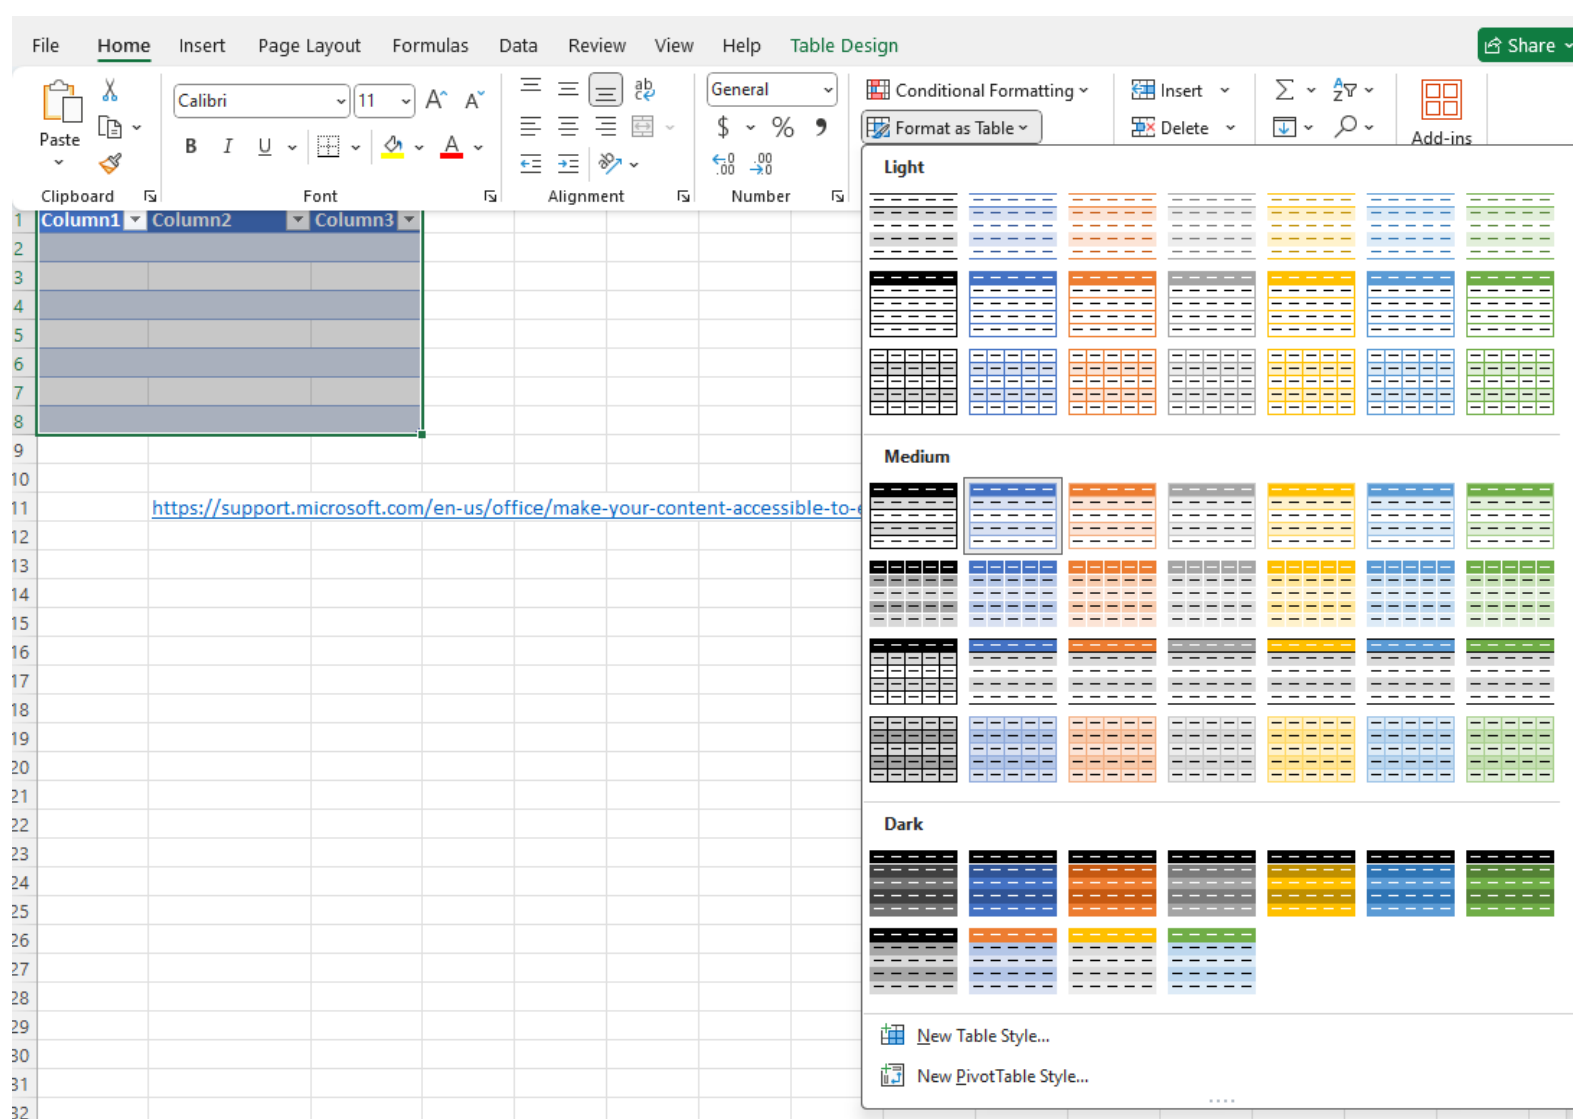 File Home Insert Page Layout Formulas Data Review View Help Table Design Share
Calibri 11 General Conditional Formatting Insert
Paste B I U A $ % Format as Table Delete Add-ins
Clipboard Font Alignment Number
Light
1 Column1 Column2 Column3
2
3
4
5
6
7
8
9
Medium
10
11 https://support.microsoft.com/en-us/office/make-your-content-accessible-to-e
12
13
14
15
16
17
18
19
20
21
22
Dark
23
24
25
26
27
28
29
New Table Style...
30
31
New PivotTable Style...
32